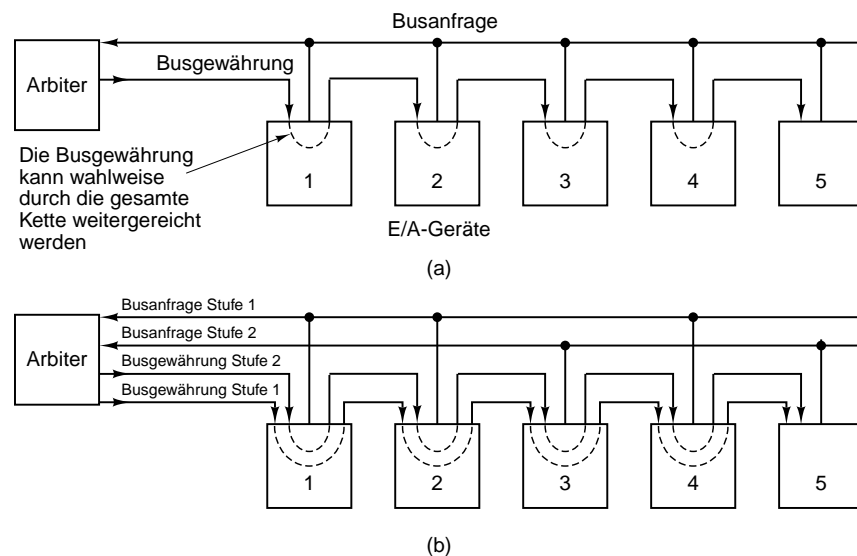 Busanfrage
Arbiter
Busgewährung
Die Busgewährung
kann wahlweise
durch die gesamte
Kette weitergereicht
werden
1
2
3
4
5
E/A-Geräte
(a)
Busanfrage Stufe 1
Busanfrage Stufe 2
Arbiter
Busgewährung Stufe 2
Busgewährung Stufe 1
1
2
3
4
5
(b)